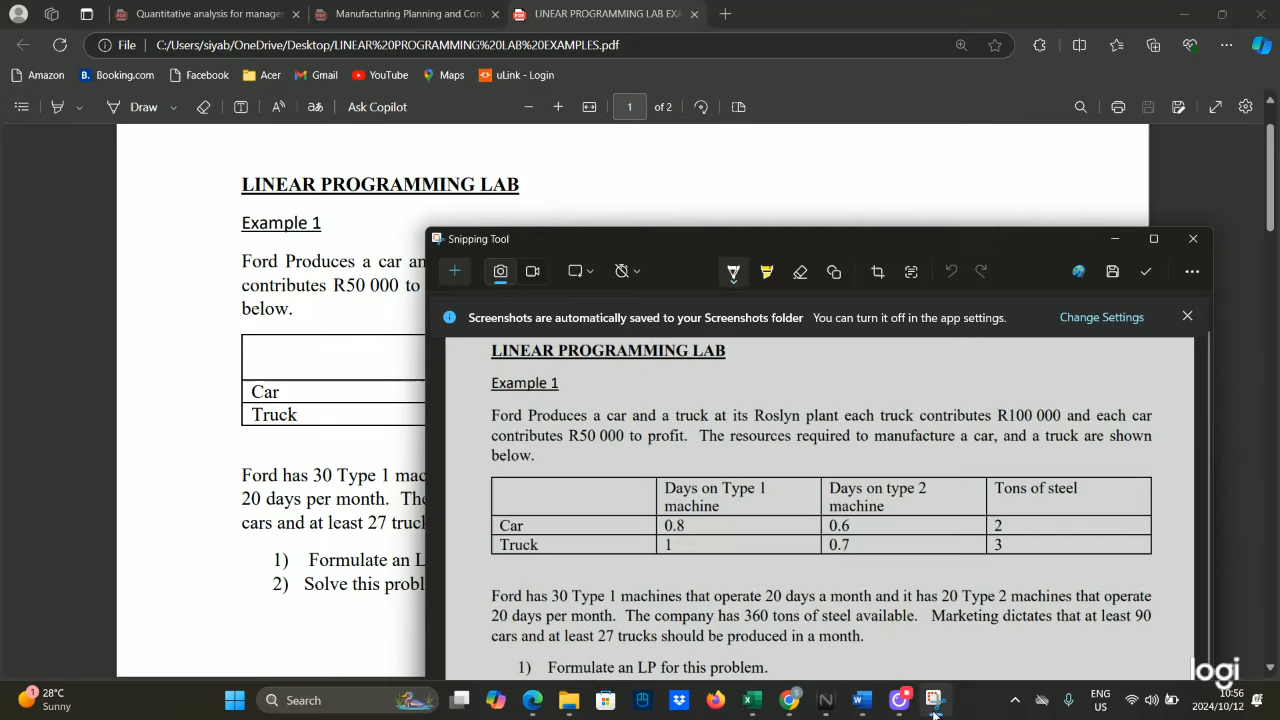 Quantitative analysis for manager
Manufacturing Planning and Cont
LINEAR PROGRAMMING LAB EXA
File C:/Users/siyab/OneDrive/Desktop/LINEAR%20PROGRAMMING%20LAB%20EXAMPLES.pdf
Amazon Booking.com Facebook Acer Gmail YouTube Maps uLink - Login
Draw Ask Copilot 1 of 2
LINEAR PROGRAMMING LAB
Example 1
Ford Produces a car an
contributes R50 000 to
below.
Car
Truck
Ford has 30 Type 1 mac
20 days per month. The
cars and at least 27 truck
1) Formulate an L
2) Solve this probl
Snipping Tool
Screenshots are automatically saved to your Screenshots folder You can turn it off in the app settings. Change Settings
LINEAR PROGRAMMING LAB
Example 1
Ford Produces a car and a truck at its Roslyn plant each truck contributes R100 000 and each car
contributes R50 000 to profit. The resources required to manufacture a car, and a truck are shown
below.
Days on Type 1 machine Days on type 2 machine Tons of steel
Car 0.8 0.6 2
Truck 1 0.7 3
Ford has 30 Type 1 machines that operate 20 days a month and it has 20 Type 2 machines that operate
20 days per month. The company has 360 tons of steel available. Marketing dictates that at least 90
cars and at least 27 trucks should be produced in a month.
1) Formulate an LP for this problem.
logi
1
28°C
Sunny
Search
ENG
US
10:56
2024/10/12